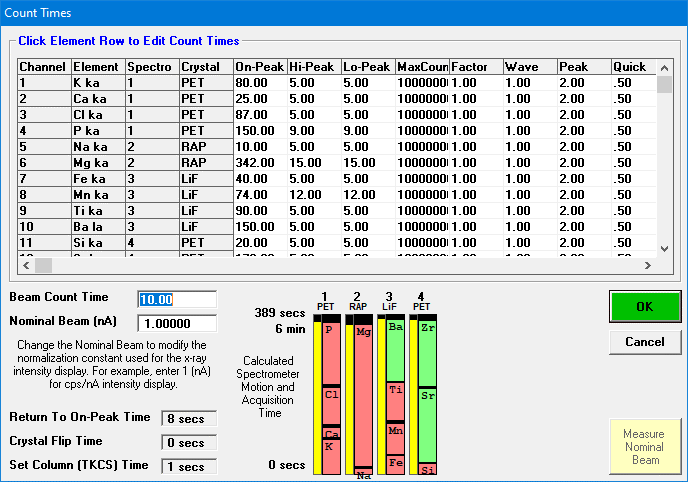 Count Times
Click Element Row to Edit Count Times
Channel Element Spectro Crystal On-Peak Hi-Peak Lo-Peak MaxCoun Factor Wave Peak Quick
1 K ka 1 PET 80.00 5.00 5.00 1000000 1.00 1.00 2.00 .50
2 Ca ka 1 PET 25.00 5.00 5.00 1000000 1.00 1.00 2.00 .50
3 Cl ka 1 PET 87.00 5.00 5.00 1000000 1.00 1.00 2.00 .50
4 P ka 1 PET 150.00 9.00 9.00 1000000 1.00 1.00 2.00 .50
5 Na ka 2 RAP 10.00 5.00 5.00 1000000 1.00 1.00 2.00 .50
6 Mg ka 2 RAP 342.00 15.00 15.00 1000000 1.00 1.00 2.00 .50
7 Fe ka 3 LiF 40.00 5.00 5.00 1000000 1.00 1.00 2.00 .50
8 Mn ka 3 LiF 74.00 12.00 12.00 1000000 1.00 1.00 2.00 .50
9 Ti ka 3 LiF 90.00 5.00 5.00 1000000 1.00 1.00 2.00 .50
10 Ba la 3 LiF 150.00 5.00 5.00 1000000 1.00 1.00 2.00 .50
11 Si ka 4 PET 20.00 5.00 5.00 1000000 1.00 1.00 2.00 .50
Beam Count Time 10.00
Nominal Beam (nA) 1.00000
Change the Nominal Beam to modify the
normalization constant used for the x-ray
intensity display. For example, enter 1 (nA)
for cps/nA intensity display.
Return To On-Peak Time 8 secs
Crystal Flip Time 0 secs
Set Column (TKCS) Time 1 secs
389 secs
6 min
Calculated
Spectrometer
Motion and
Acquisition
Time
0 secs
1 2 3 4
PET RAP LiF PET
P Mg Ba Zr
Cl Ti Sr
Ca Mn
K Fe Si
Na
OK
Cancel
Measure
Nominal
Beam